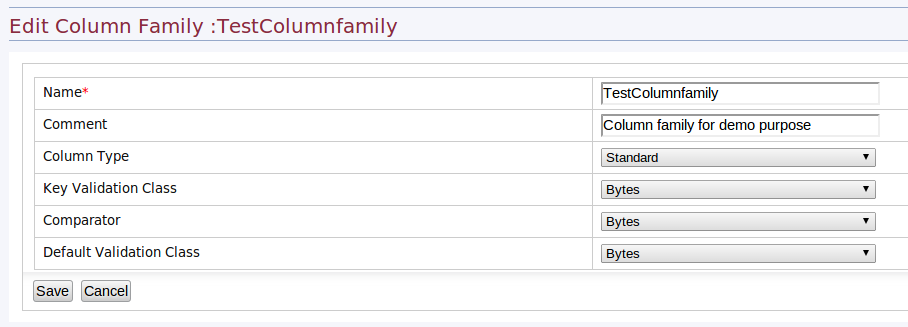 Edit Column Family :TestColumnfamily
Name* TestColumnfamily
Comment Column family for demo purpose
Column Type Standard
Key Validation Class Bytes
Comparator Bytes
Default Validation Class Bytes
Save Cancel